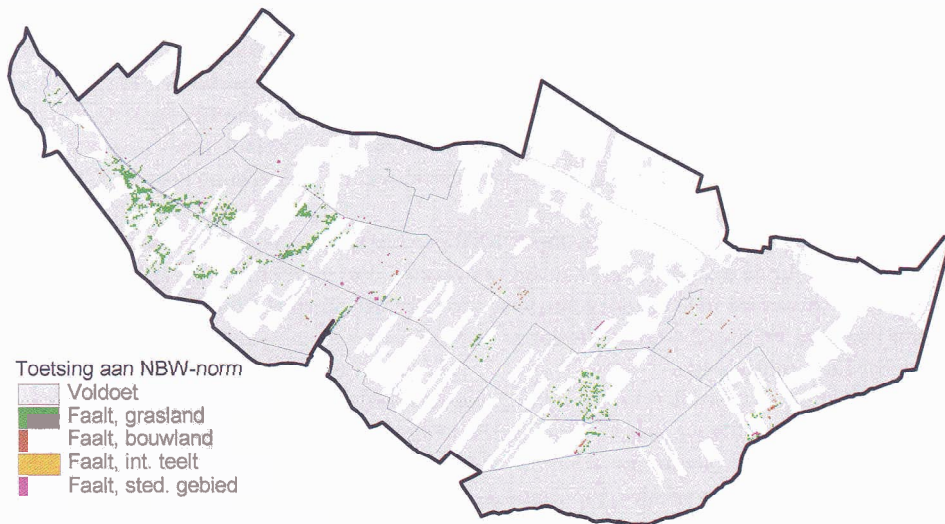 Toetsing aan NBW-norm
Voldoet
Faalt, grasland
Faalt, bouwland
Faalt, int. teelt
Faalt, sted. gebied